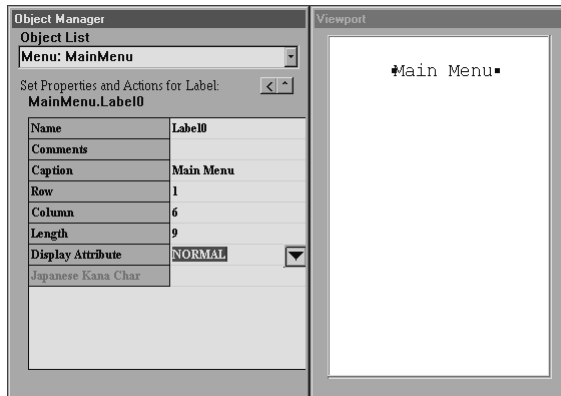 Object Manager
Object List
Menu: MainMenu
Set Properties and Actions for Label:
< ^
MainMenu.Label0
Name Label0
Comments
Caption Main Menu
Row 1
Column 6
Length 9
Display Attribute NORMAL
Japanese Kana Char
Viewport
Main Menu